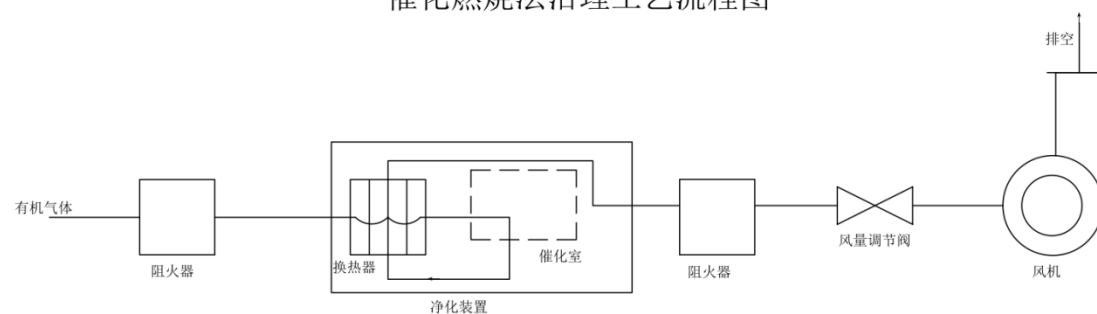 催化燃烧法治理工艺流程图
排空
有机气体
阻火器
换热器
催化室
净化装置
阻火器
风量调节阀
风机